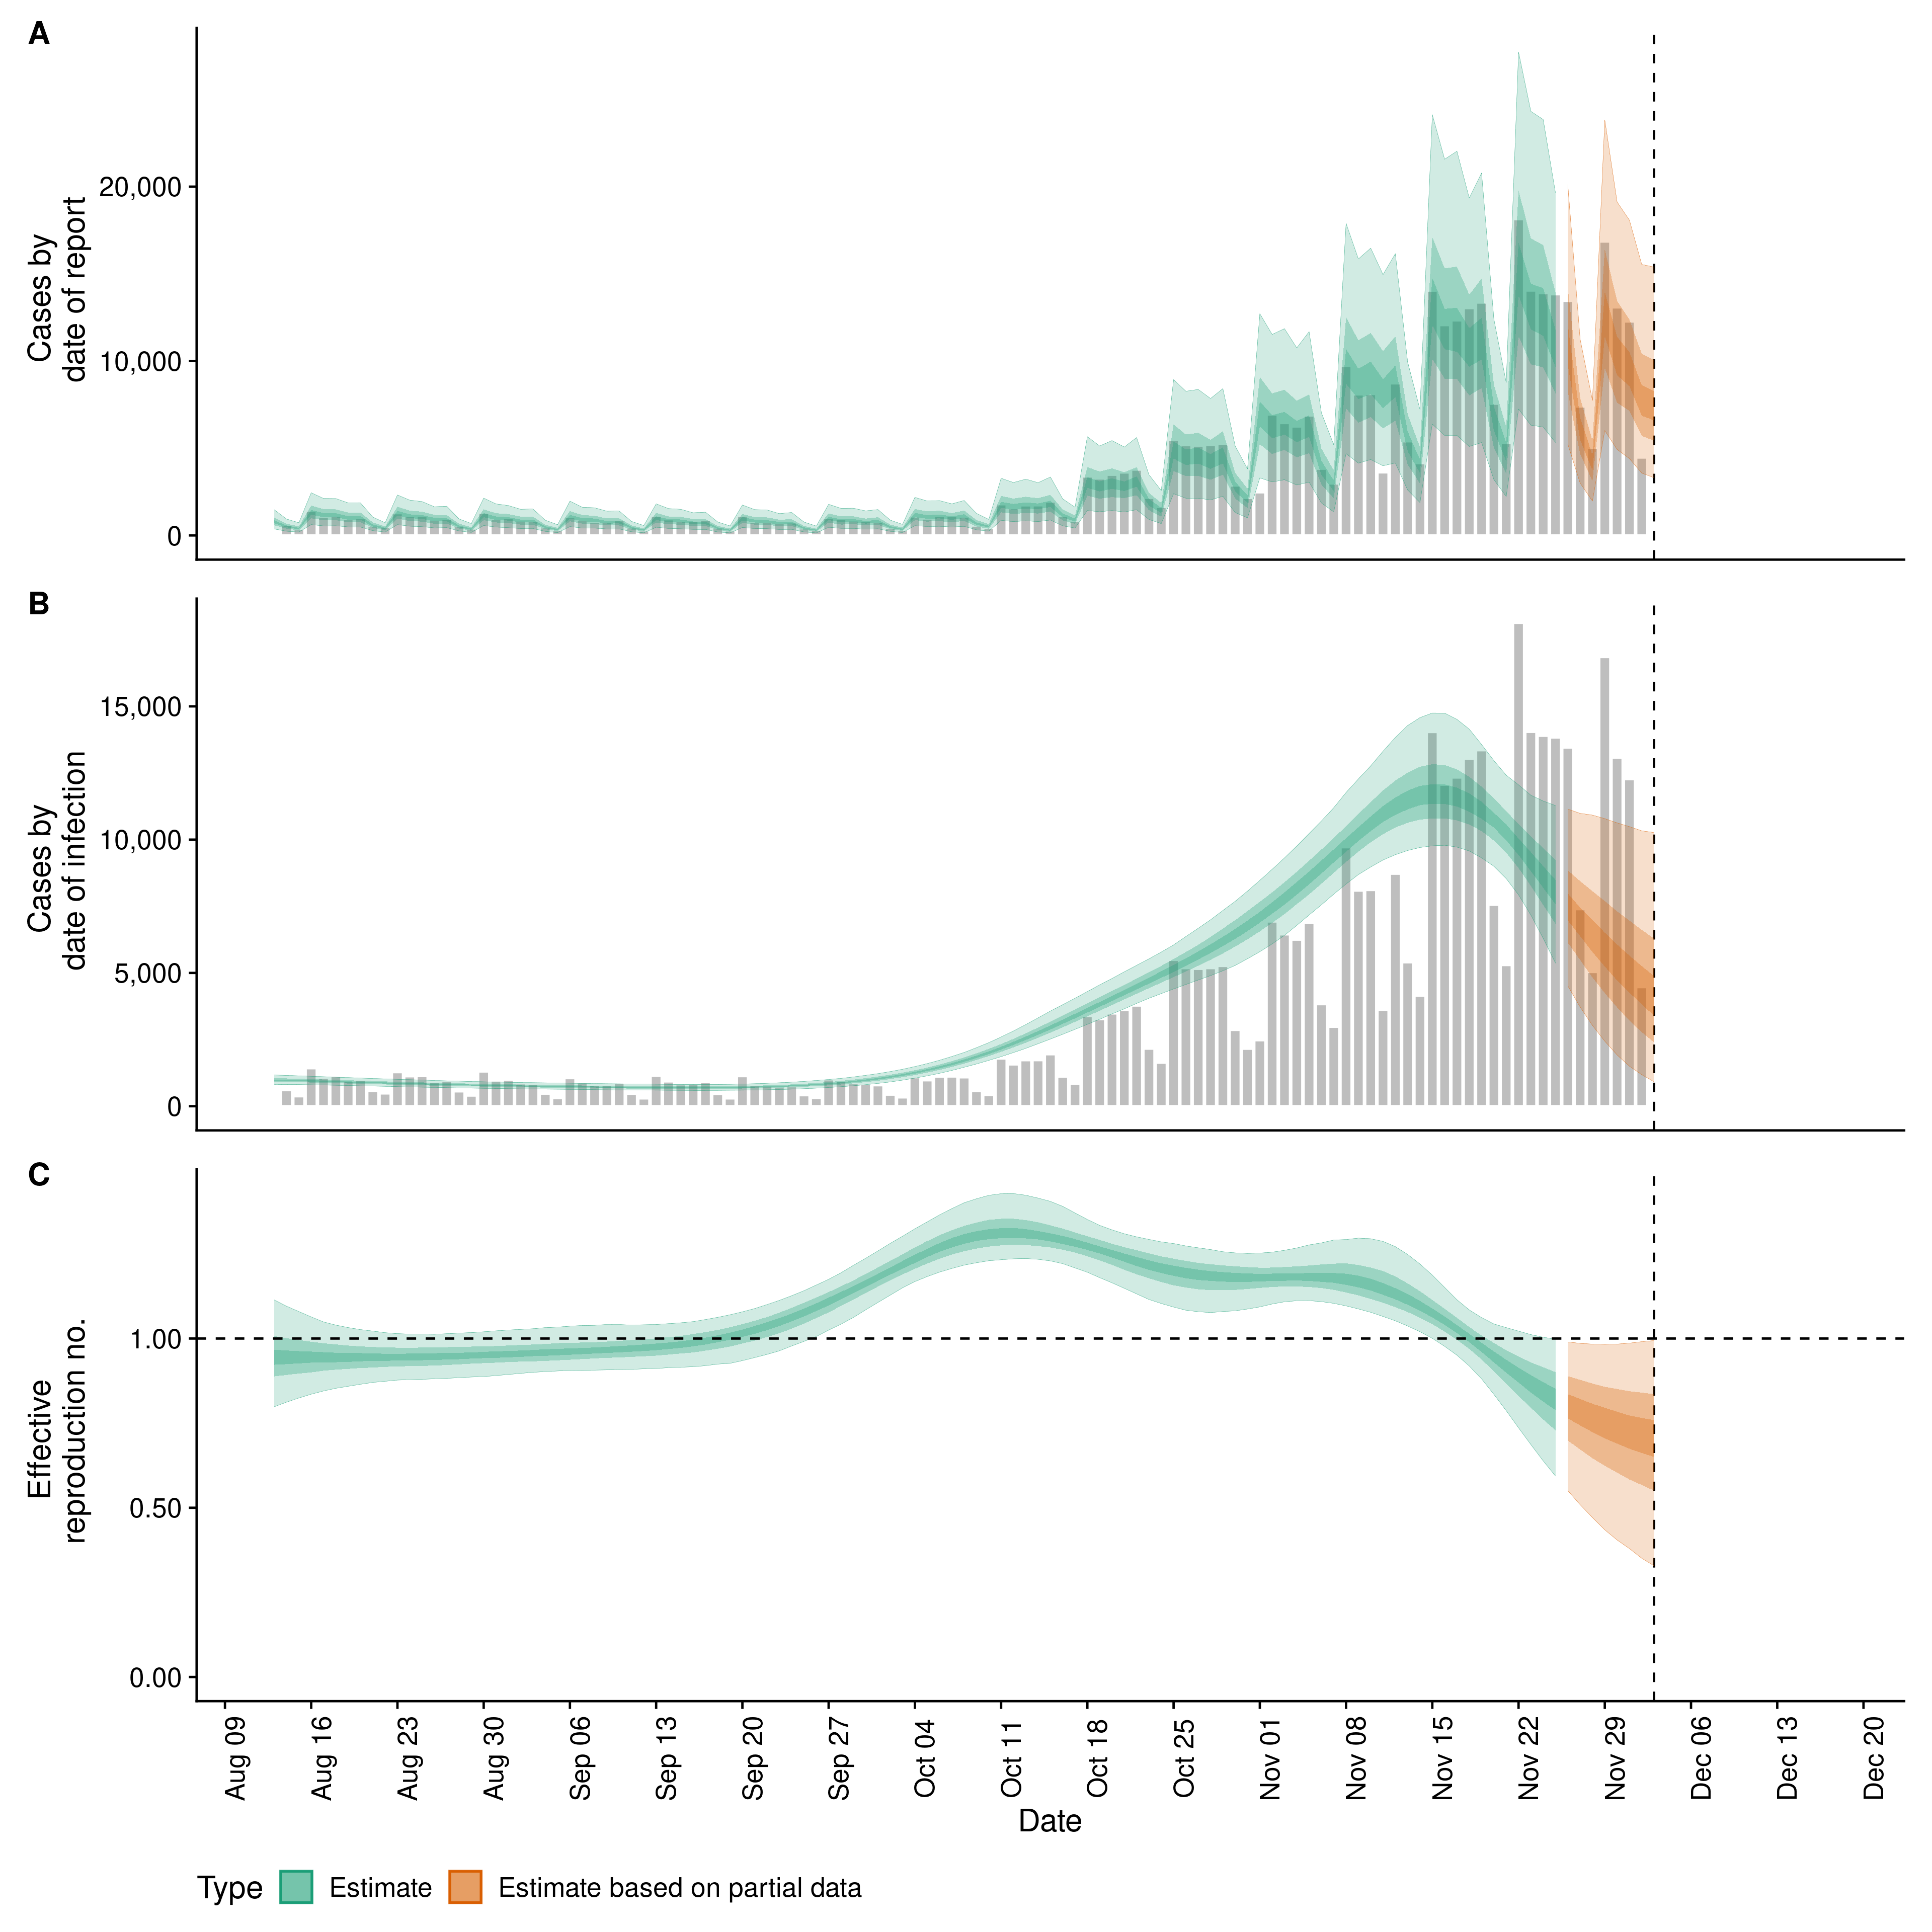 A
Cases by
date of report
20,000
10,000
0
B
Cases by
date of infection
15,000
10,000
5,000
0
C
Effective
reproduction no.
1.00
0.50
0.00
Aug 09
Aug 16
Aug 23
Aug 30
Sep 06
Sep 13
Sep 20
Sep 27
Oct 04
Oct 11
Oct 18
Oct 25
Nov 01
Nov 08
Nov 15
Nov 22
Nov 29
Dec 06
Dec 13
Dec 20
Date
Type Estimate Estimate based on partial data